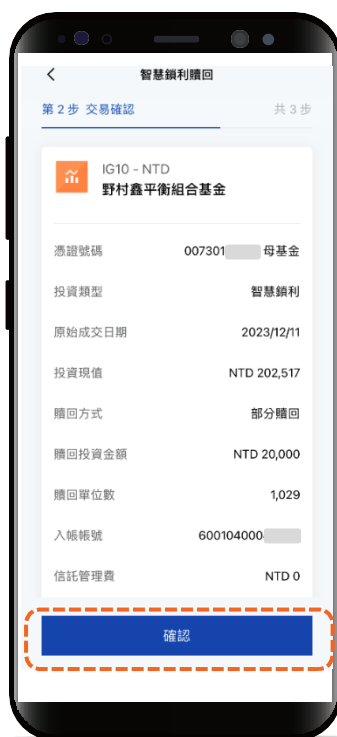 智慧鎖利贖回
第 2 步 交易確認 共 3 步
IG10 - NTD
野村鑫平衡組合基金
憑證號碼 007301 母基金
投資類型 智慧鎖利
原始成交日期 2023/12/11
投資現值 NTD 202,517
贖回方式 部分贖回
贖回投資金額 NTD 20,000
贖回單位數 1,029
入帳帳號 600104000
信託管理費 NTD 0
確認